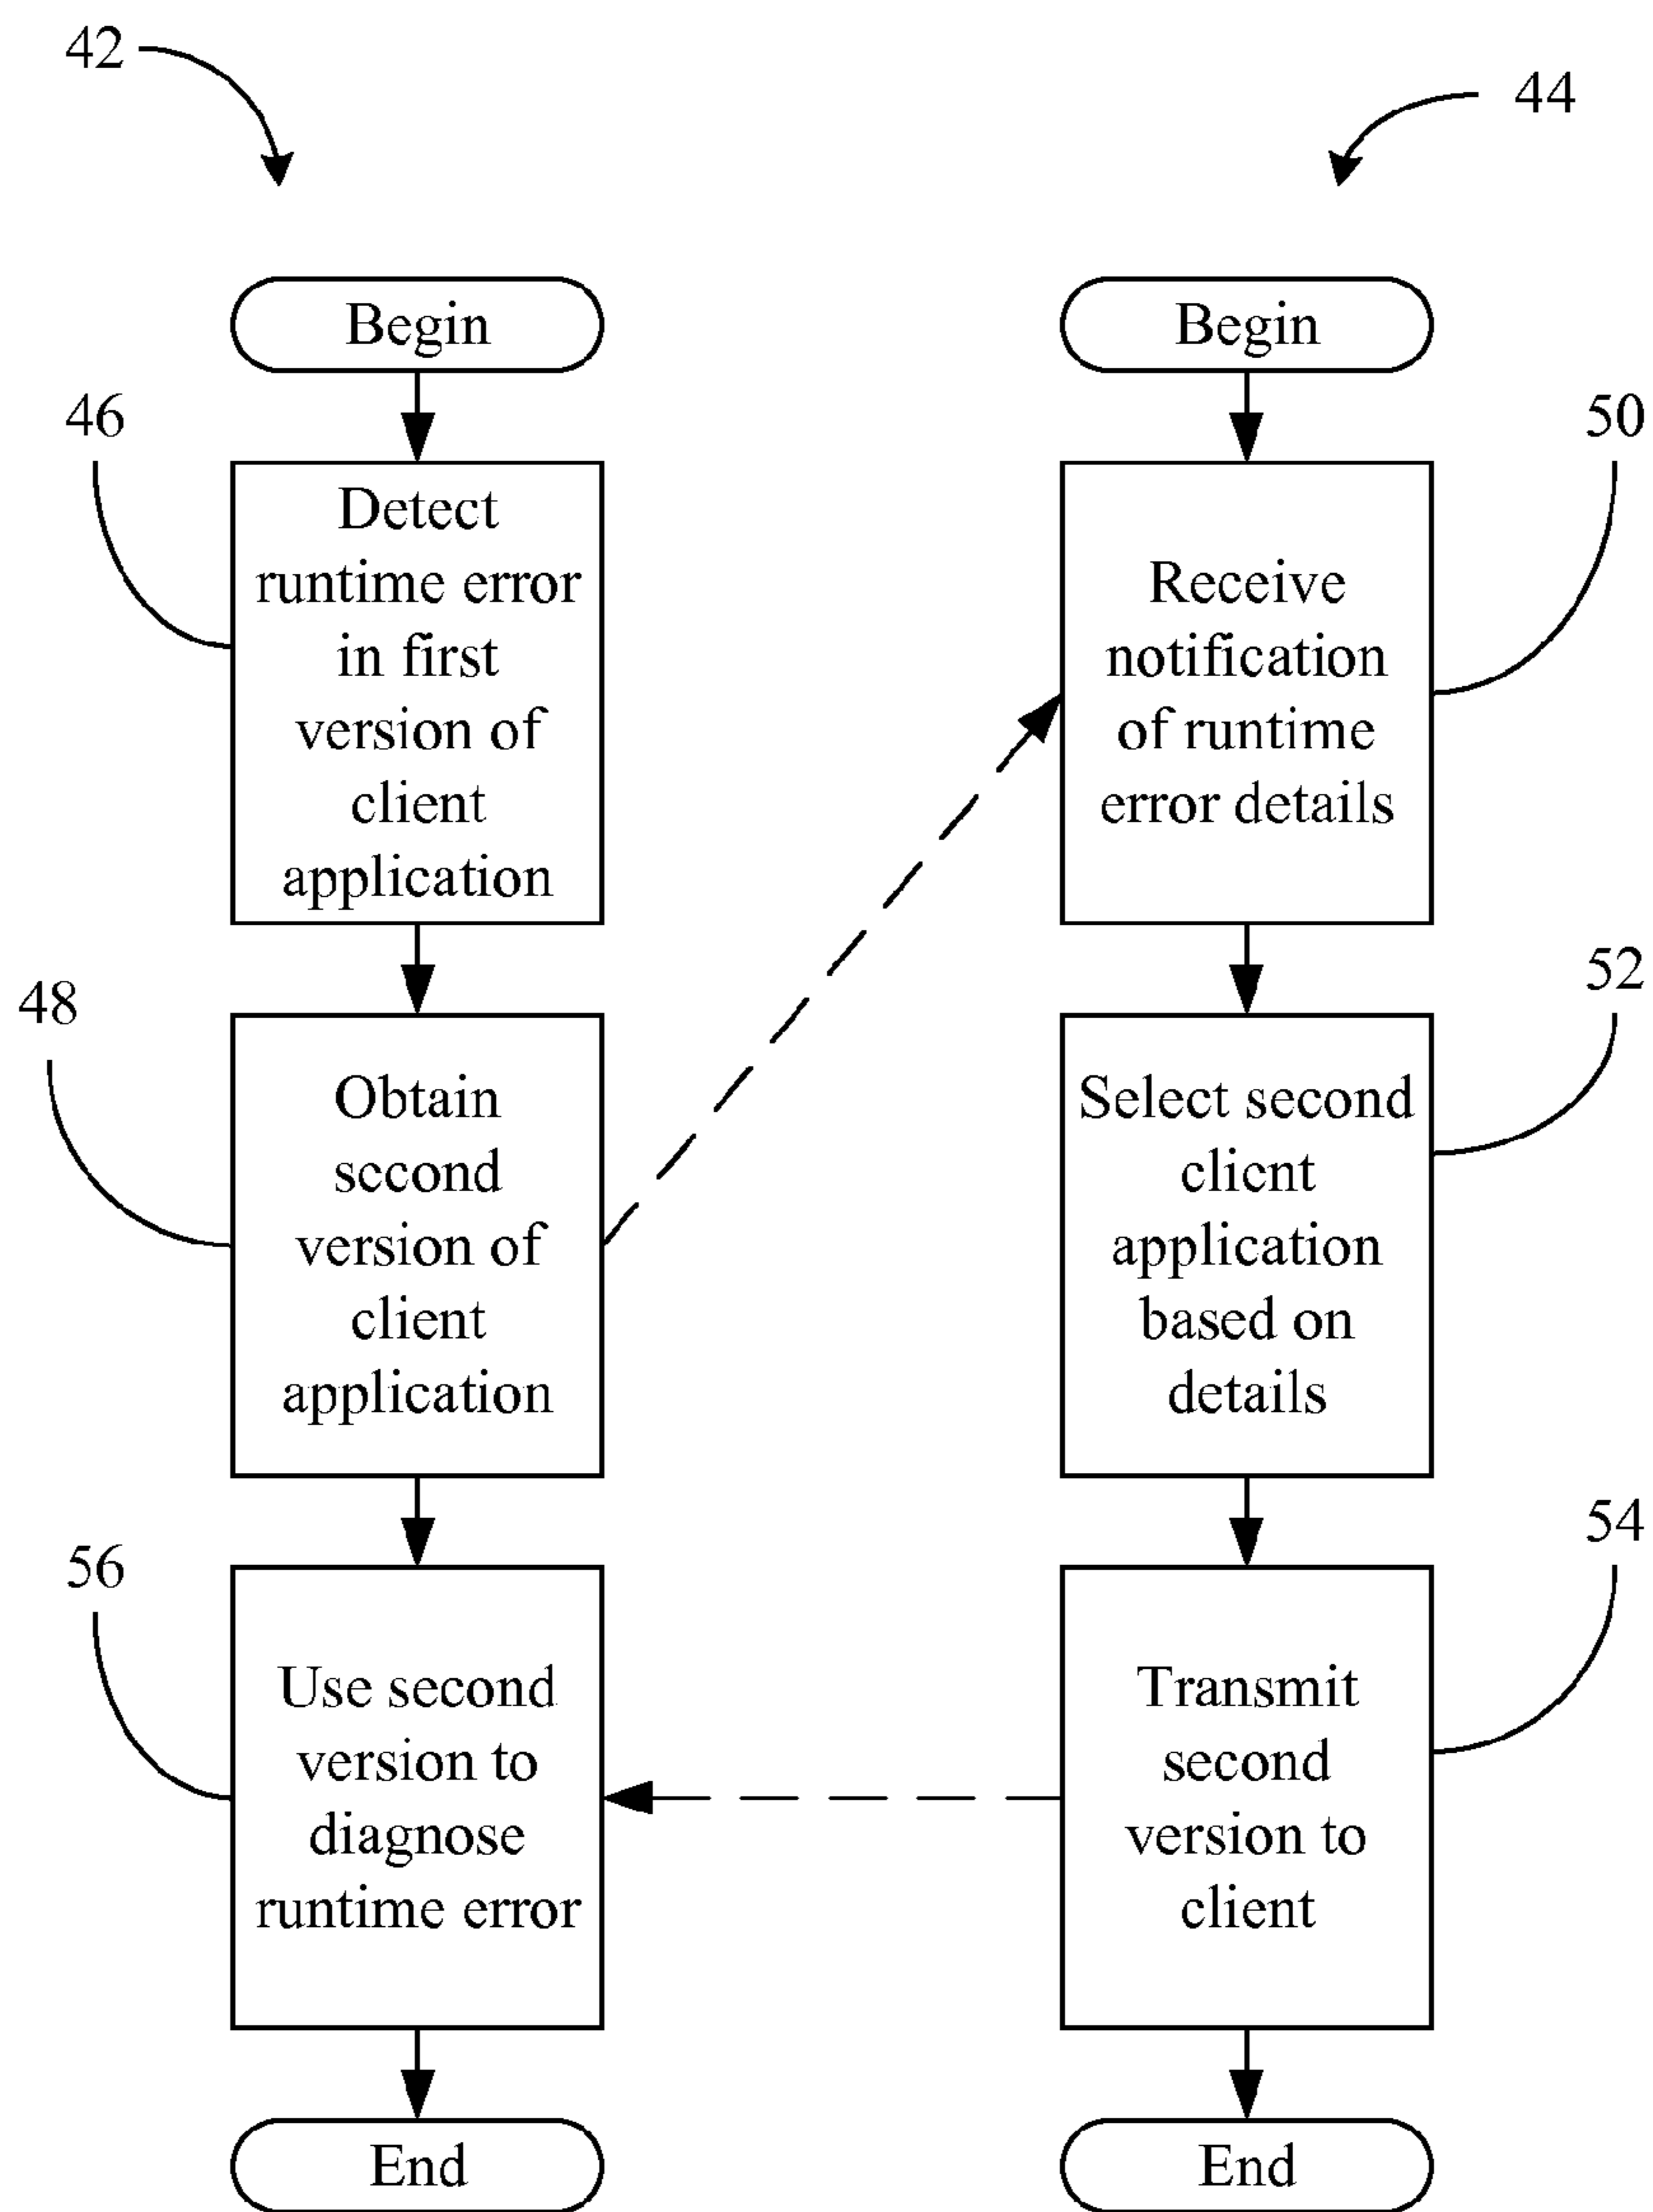 42
44
Begin
46
Detect
runtime error
in first
version of
client
application
48
Obtain
second
version of
client
application
56
Use second
version to
diagnose
runtime error
End
Begin
50
Receive
notification
of runtime
error details
52
Select second
client
application
based on
details
54
Transmit
second
version to
client
End